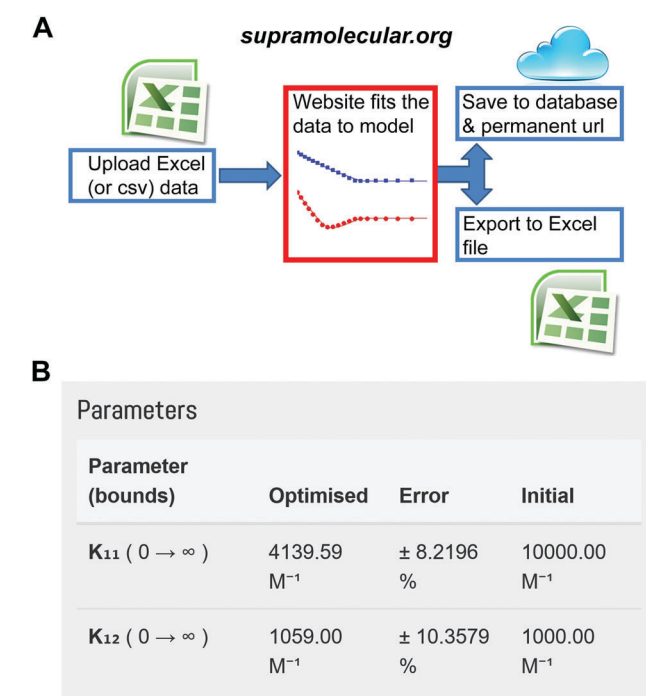 A
supramolecular.org
Upload Excel
(or csv) data
Website fits the
data to model
Save to database
& permanent url
Export to Excel
file
B
Parameters
Parameter
(bounds) Optimised Error Initial
K₁₁ ( 0 → ∞ ) 4139.59 ± 8.2196 10000.00
M⁻¹ % M⁻¹
K₁₂ ( 0 → ∞ ) 1059.00 ± 10.3579 1000.00
M⁻¹ % M⁻¹